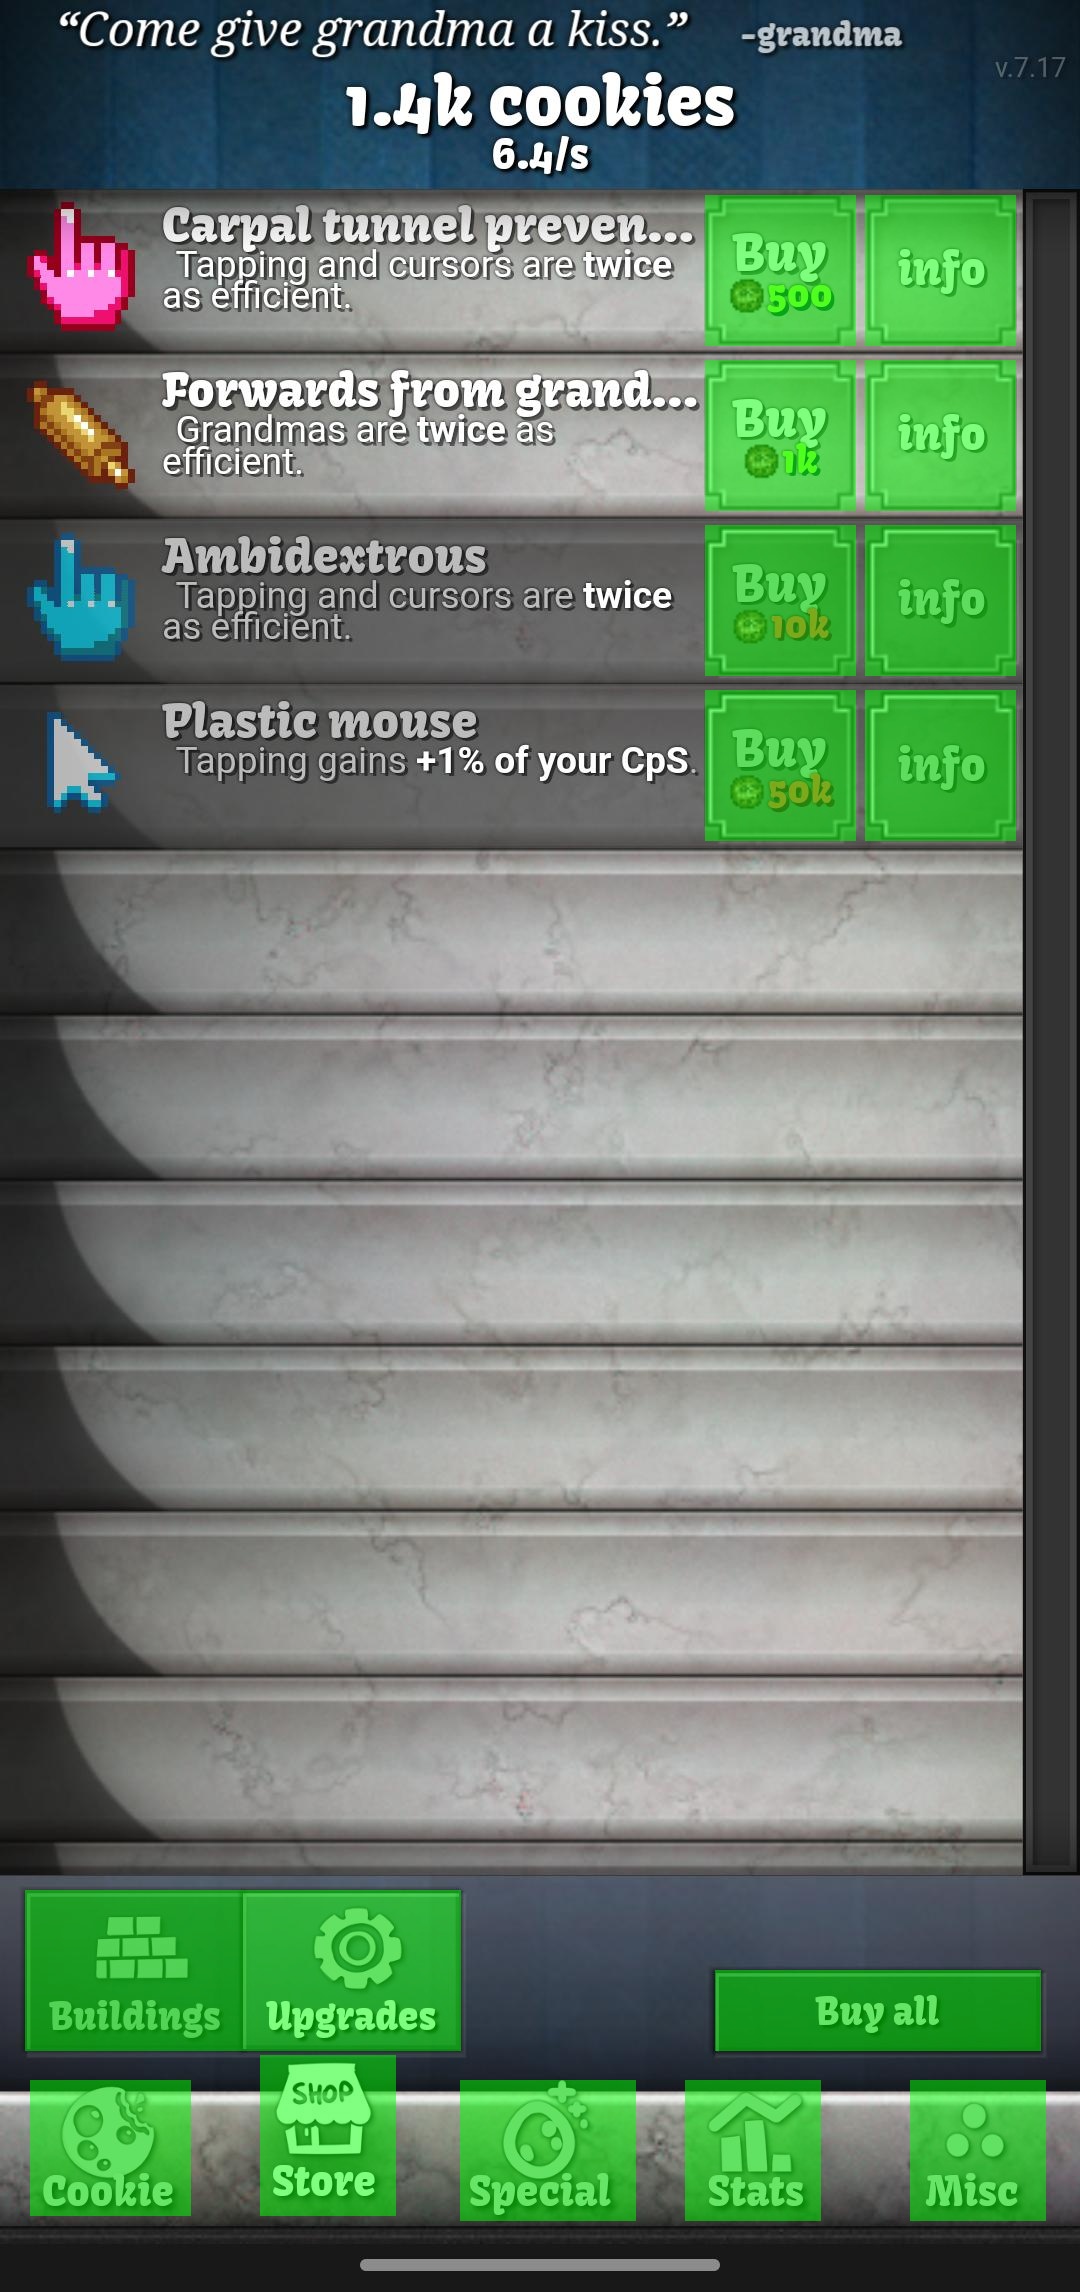 “Come give grandma a kiss.” -grandma
v.7.17
1.4k cookies
6.4/s
Carpal tunnel preven...
Tapping and cursors are twice
as efficient.
Buy
500
info
Forwards from grand...
Grandmas are twice as
efficient.
Buy
1k
info
Ambidextrous
Tapping and cursors are twice
as efficient.
Buy
10k
info
Plastic mouse
Tapping gains +1% of your CpS.
Buy
50k
info
Buildings
Upgrades
Buy all
Cookie
SHOP
Store
Special
Stats
Misc